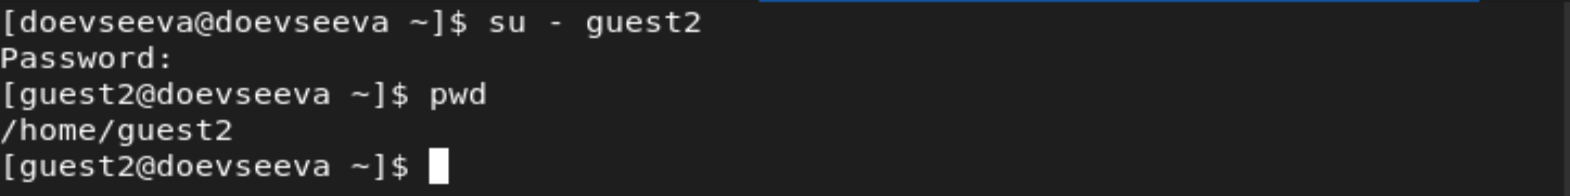 [doevseeva@doevseeva ~]$ su - guest2
Password:
[guest2@doevseeva ~]$ pwd
/home/guest2
[guest2@doevseeva ~]$